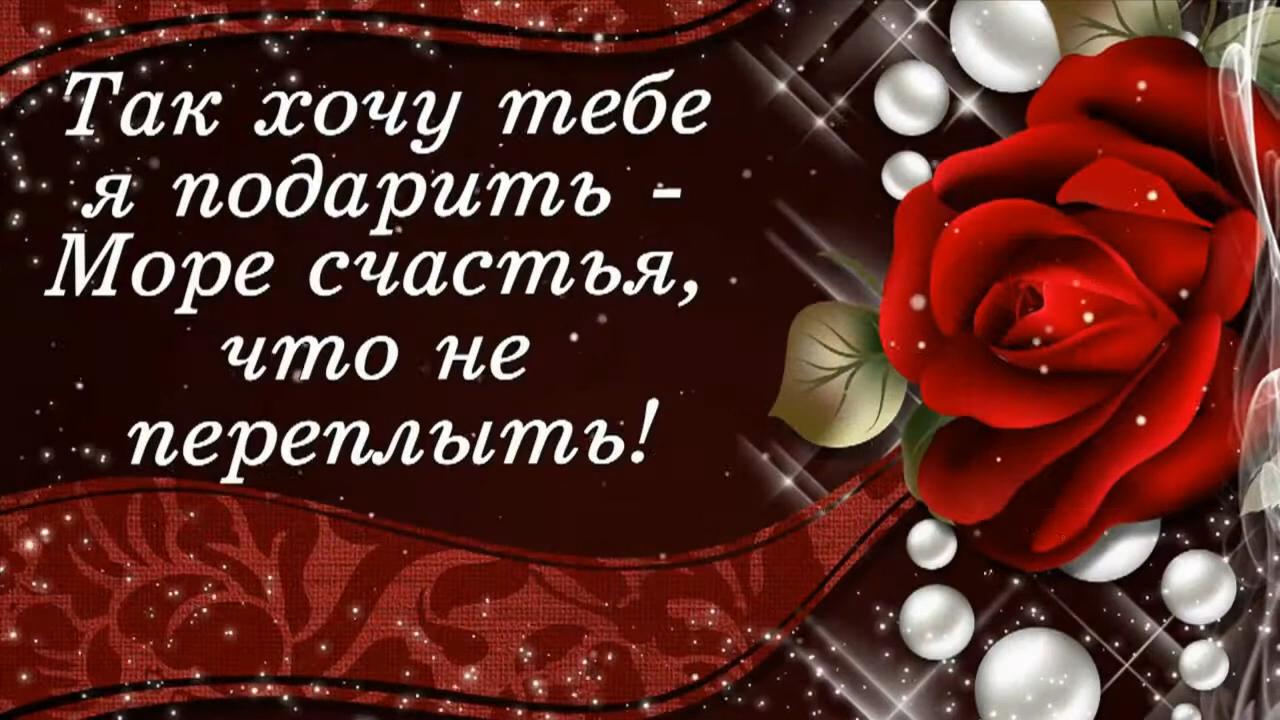 Так хочу тебе
я подарить -
Море счастья,
что не
переплыть!